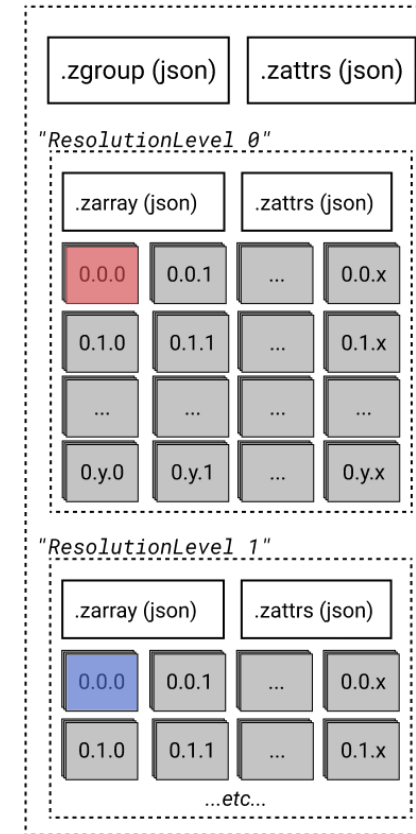 .zgroup (json) .zattrs (json)
"ResolutionLevel 0"
.zarray (json) .zattrs (json)
0.0.0 0.0.1 ... 0.0.x
0.1.0 0.1.1 ... 0.1.x
... ... ... ...
0.y.0 0.y.1 ... 0.y.x
"ResolutionLevel 1"
.zarray (json) .zattrs (json)
0.0.0 0.0.1 ... 0.0.x
0.1.0 0.1.1 ... 0.1.x
...etc...